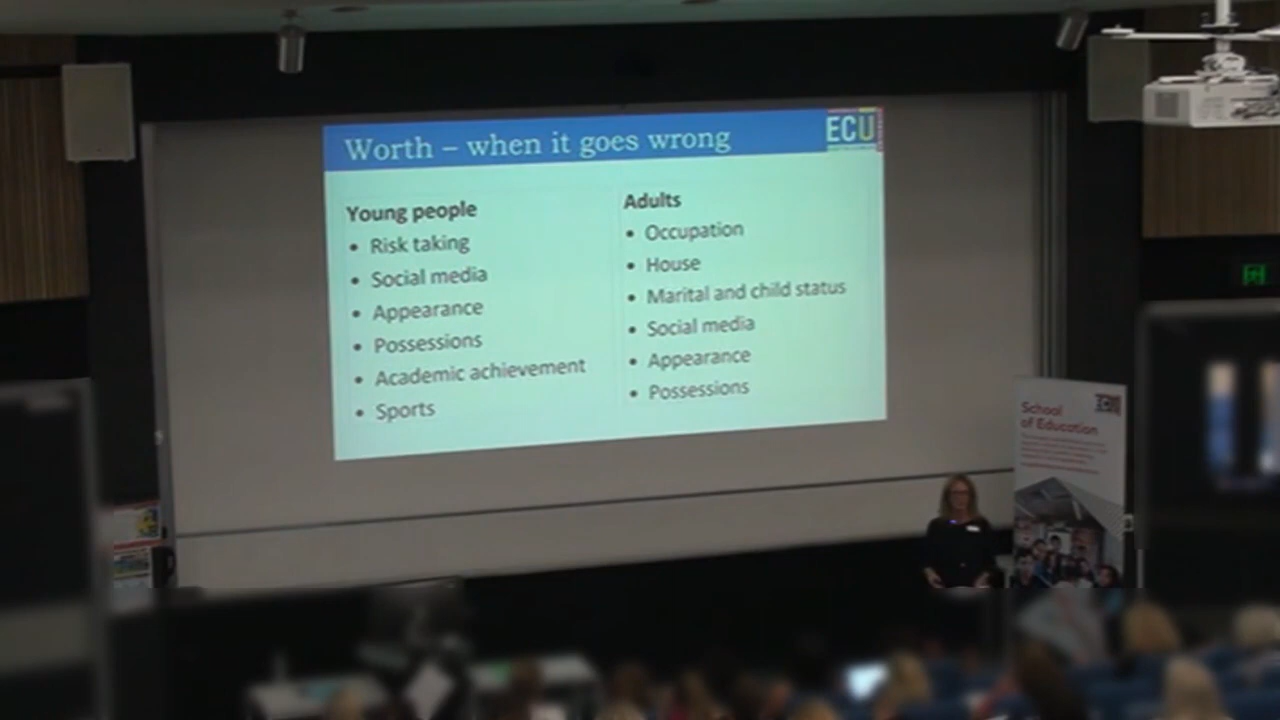 Worth – when it goes wrong
ECU
Young people
• Risk taking
• Social media
• Appearance
• Possessions
• Academic achievement
• Sports
Adults
• Occupation
• House
• Marital and child status
• Social media
• Appearance
• Possessions
School
of Education